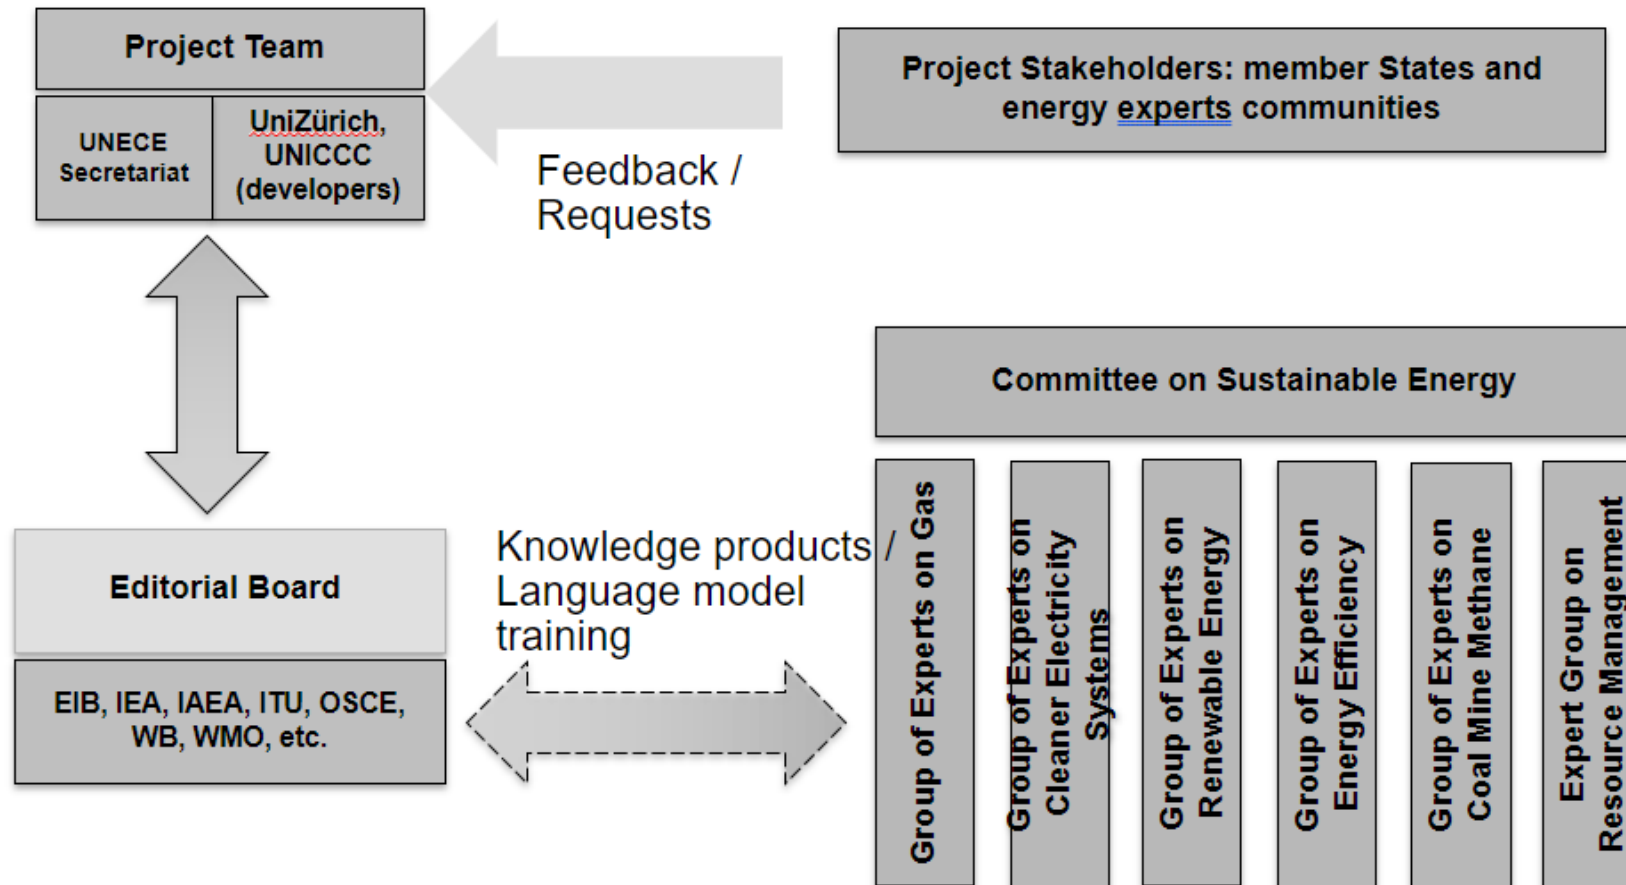 Project Team
UNECE
Secretariat
UniZürich,
UNICCC
(developers)
Feedback /
Requests
Project Stakeholders: member States and
energy experts communities
Committee on Sustainable Energy
Editorial Board
EIB, IEA, IAEA, ITU, OSCE,
WB, WMO, etc.
Knowledge products /
Language model
training
Group of Experts on Gas
Group of Experts on
Cleaner Electricity
Systems
Group of Experts on
Renewable Energy
Group of Experts on
Energy Efficiency
Group of Experts on
Coal Mine Methane
Expert Group on
Resource Management